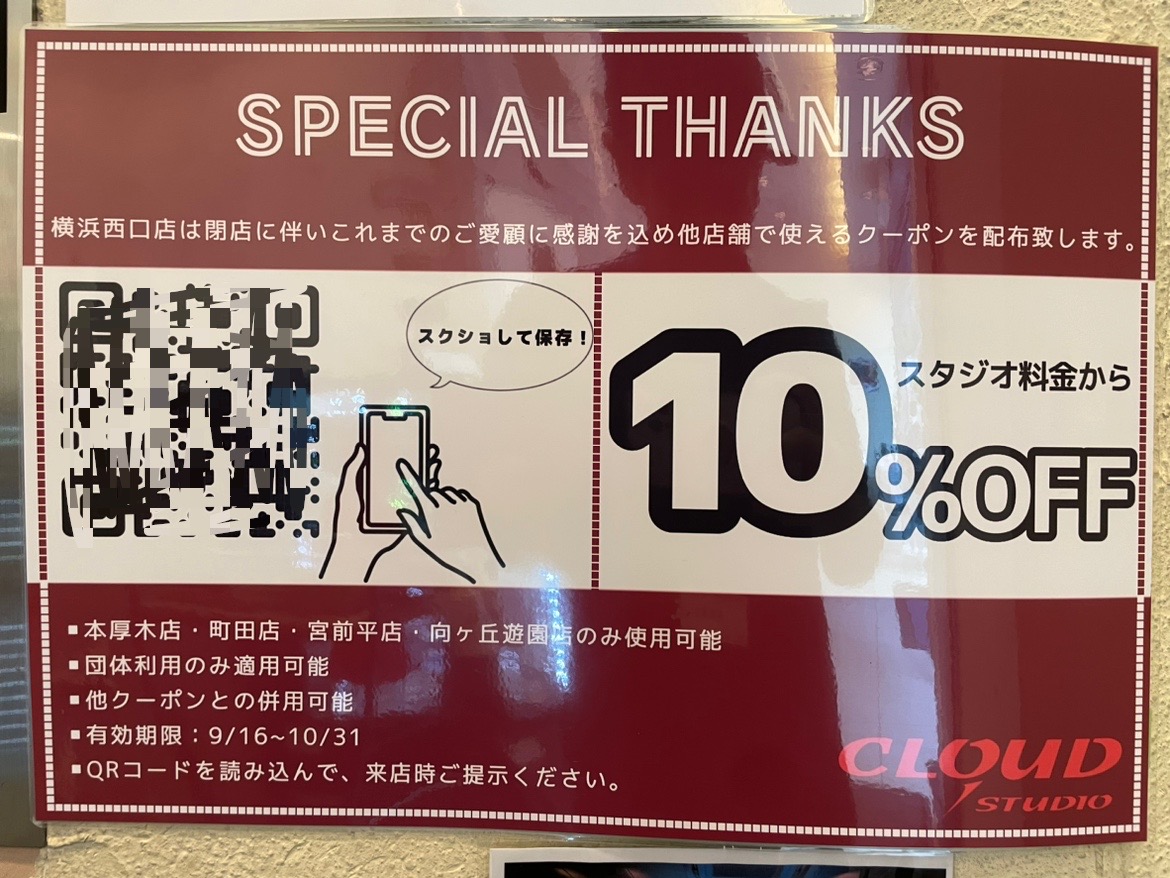 SPECIAL THANKS
横浜西口店は閉店に伴いこれまでのご愛顧に感謝を込め他店舗で使えるクーポンを配布致します。
スクショして保存！
スタジオ料金から
10%OFF
▪本厚木店・町田店・宮前平店・向ヶ丘遊園店のみ使用可能
▪団体利用のみ適用可能
▪他クーポンとの併用可能
▪有効期限：9/16~10/31
▪QRコードを読み込んで、来店時ご提示ください。
CLOUD
STUDIO